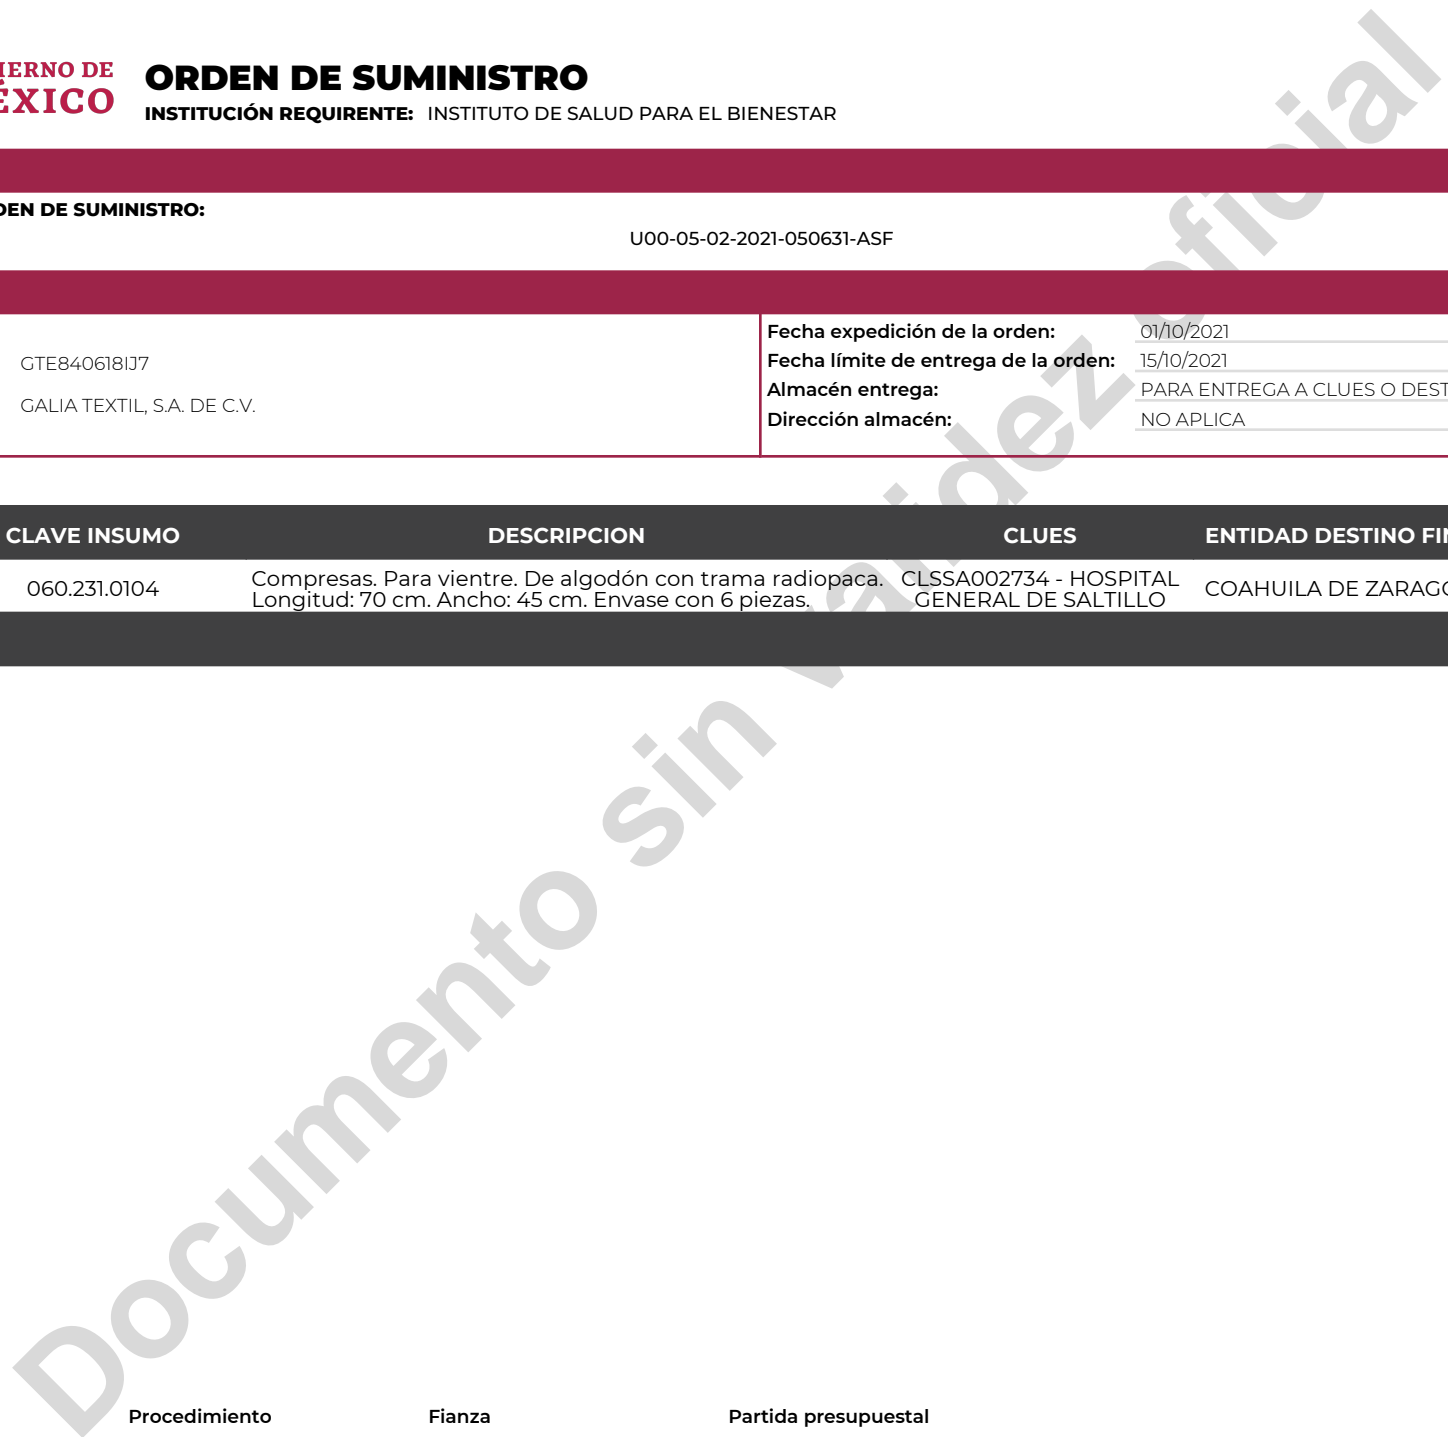 IERNO DE
ÉXICO
ORDEN DE SUMINISTRO
INSTITUCIÓN REQUIRENTE: INSTITUTO DE SALUD PARA EL BIENESTAR
DEN DE SUMINISTRO:
U00-05-02-2021-050631-ASF
GTE840618IJ7
GALIA TEXTIL, S.A. DE C.V.
Fecha expedición de la orden: 01/10/2021
Fecha límite de entrega de la orden: 15/10/2021
Almacén entrega: PARA ENTREGA A CLUES O DEST
Dirección almacén: NO APLICA
CLAVE INSUMO DESCRIPCION CLUES ENTIDAD DESTINO FIN
060.231.0104
Compresas. Para vientre. De algodón con trama radiopaca.
Longitud: 70 cm. Ancho: 45 cm. Envase con 6 piezas.
CLSSA002734 - HOSPITAL
GENERAL DE SALTILLO
COAHUILA DE ZARAGO
Documento sin validez oficial
Procedimiento Fianza Partida presupuestal